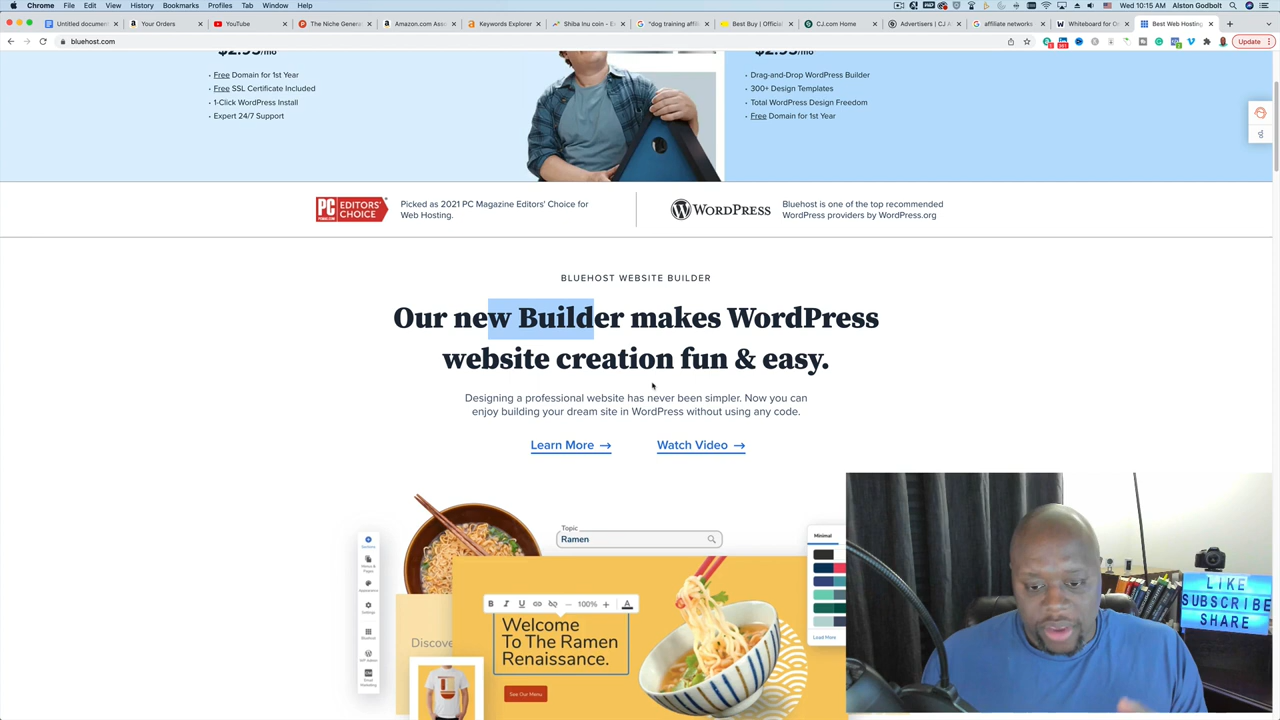 Chrome File Edit View History Bookmarks Profiles Tab Window Help
Wed 10:15 AM Alston Godbolt
Untitled document
Your Orders
YouTube
The Niche Genera
Amazon.com Asso
Keywords Explorer
Shiba Inu coin – E
"dog training affil
Best Buy | Official
CJ.com Home
Advertisers | CJ A
affiliate networks
Whiteboard for O
Best Web Hosting
bluehost.com
Update
$2.95/mo
Free Domain for 1st Year
Free SSL Certificate Included
1-Click WordPress Install
Expert 24/7 Support
$2.95/mo
Drag-and-Drop WordPress Builder
300+ Design Templates
Total WordPress Design Freedom
Free Domain for 1st Year
PC EDITORS' CHOICE
Picked as 2021 PC Magazine Editors' Choice for
Web Hosting.
WORDPRESS
Bluehost is one of the top recommended
WordPress providers by WordPress.org
BLUEHOST WEBSITE BUILDER
Our new Builder makes WordPress
website creation fun & easy.
Designing a professional website has never been simpler. Now you can
enjoy building your dream site in WordPress without using any code.
Learn More →
Watch Video →
Topic
Ramen
Minimal
Load More
B I U 100% + A
Welcome
To The Ramen
Renaissance.
See Our Menu
Discove
LIKE
SUBSCRIBE
SHARE